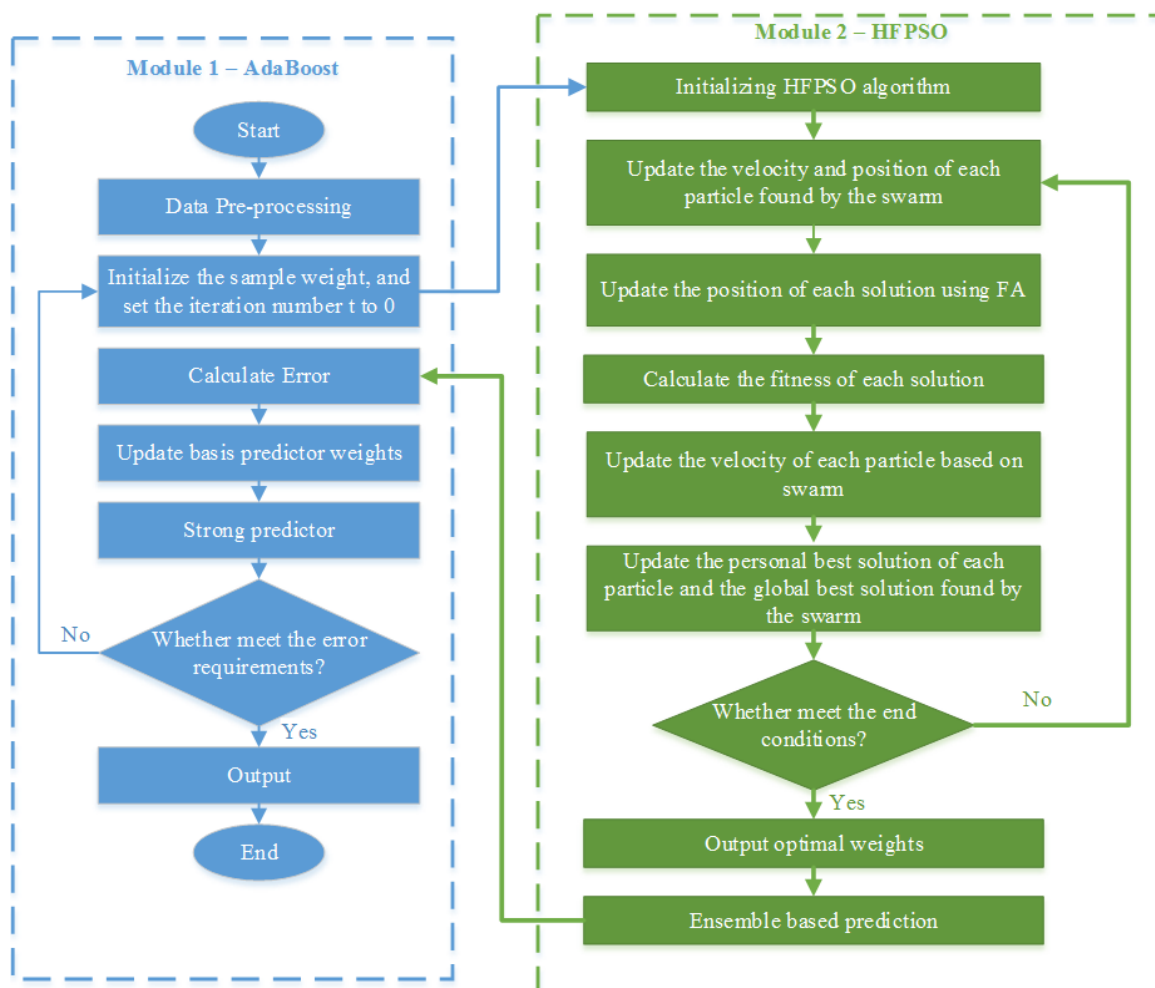 Module 1 – AdaBoost
Start
Data Pre-processing
Initialize the sample weight, and
set the iteration number t to 0
Calculate Error
Update basis predictor weights
Strong predictor
Whether meet the error
requirements?
No
Yes
Output
End
Module 2 – HFPSO
Initializing HFPSO algorithm
Update the velocity and position of each
particle found by the swarm
Update the position of each solution using FA
Calculate the fitness of each solution
Update the velocity of each particle based on
swarm
Update the personal best solution of each
particle and the global best solution found by
the swarm
Whether meet the end
conditions?
No
Yes
Output optimal weights
Ensemble based prediction